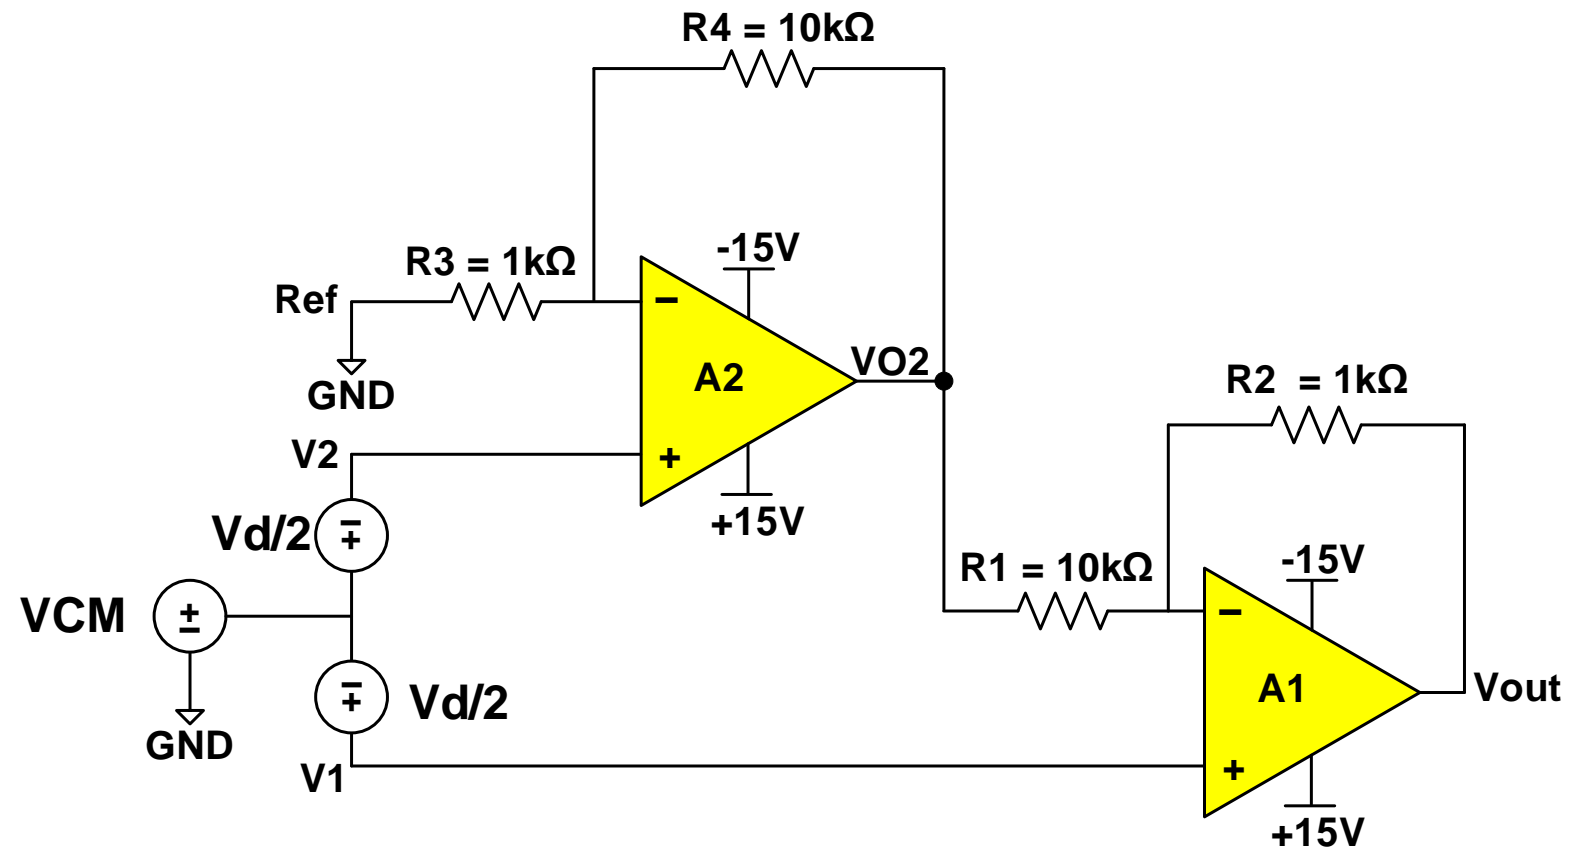 R4 = 10kΩ
-15V
R3 = 1kΩ
Ref
−
A2
VO2
GND
R2  = 1kΩ
V2
+
Vd/2
−
+
+15V
-15V
R1 = 10kΩ
VCM
+
−
−
A1
Vout
Vd/2
−
+
GND
V1
+
+15V